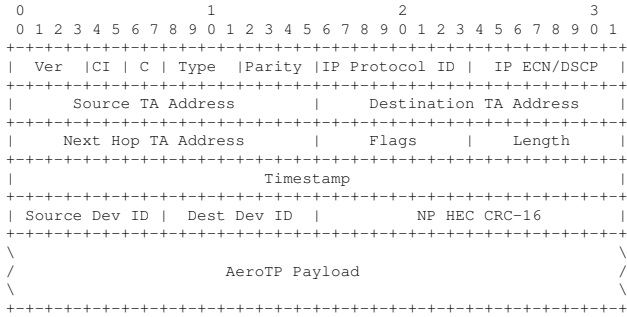 0                   1                   2                   3
0 1 2 3 4 5 6 7 8 9 0 1 2 3 4 5 6 7 8 9 0 1 2 3 4 5 6 7 8 9 0 1
+-+-+-+-+-+-+-+-+-+-+-+-+-+-+-+-+-+-+-+-+-+-+-+-+-+-+-+-+-+-+-+-+
|  Ver  |CI | C | Type  |Parity |IP Protocol ID |  IP ECN/DSCP  |
+-+-+-+-+-+-+-+-+-+-+-+-+-+-+-+-+-+-+-+-+-+-+-+-+-+-+-+-+-+-+-+-+
|      Source TA Address        |     Destination TA Address    |
+-+-+-+-+-+-+-+-+-+-+-+-+-+-+-+-+-+-+-+-+-+-+-+-+-+-+-+-+-+-+-+-+
|     Next Hop TA Address       |     Flags     |    Length     |
+-+-+-+-+-+-+-+-+-+-+-+-+-+-+-+-+-+-+-+-+-+-+-+-+-+-+-+-+-+-+-+-+
|                          Timestamp                            |
+-+-+-+-+-+-+-+-+-+-+-+-+-+-+-+-+-+-+-+-+-+-+-+-+-+-+-+-+-+-+-+-+
| Source Dev ID |  Dest Dev ID  |          NP HEC CRC-16        |
+-+-+-+-+-+-+-+-+-+-+-+-+-+-+-+-+-+-+-+-+-+-+-+-+-+-+-+-+-+-+-+-+
\                                                               \
/                      AeroTP Payload                           /
\                                                               \
+-+-+-+-+-+-+-+-+-+-+-+-+-+-+-+-+-+-+-+-+-+-+-+-+-+-+-+-+-+-+-+-+